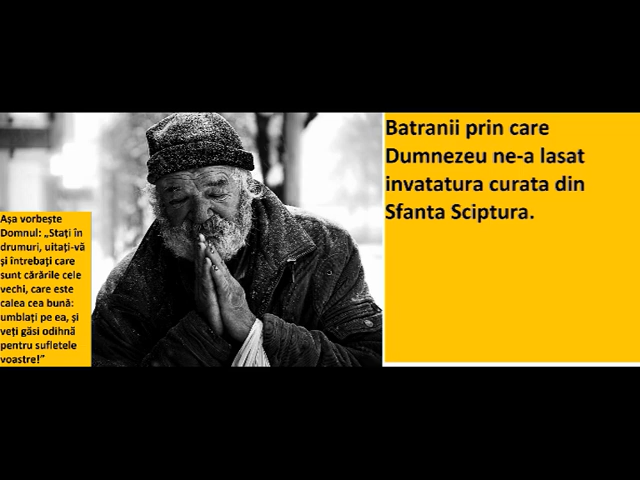 Batranii prin care
Dumnezeu ne-a lasat
invatatura curata din
Sfanta Sciptura.
Așa vorbește
Domnul: „Stați în
drumuri, uitați-vă
și întrebați care
sunt cărările cele
vechi, care este
calea cea bună:
umblați pe ea, și
veți găsi odihnă
pentru sufletele
voastre!”